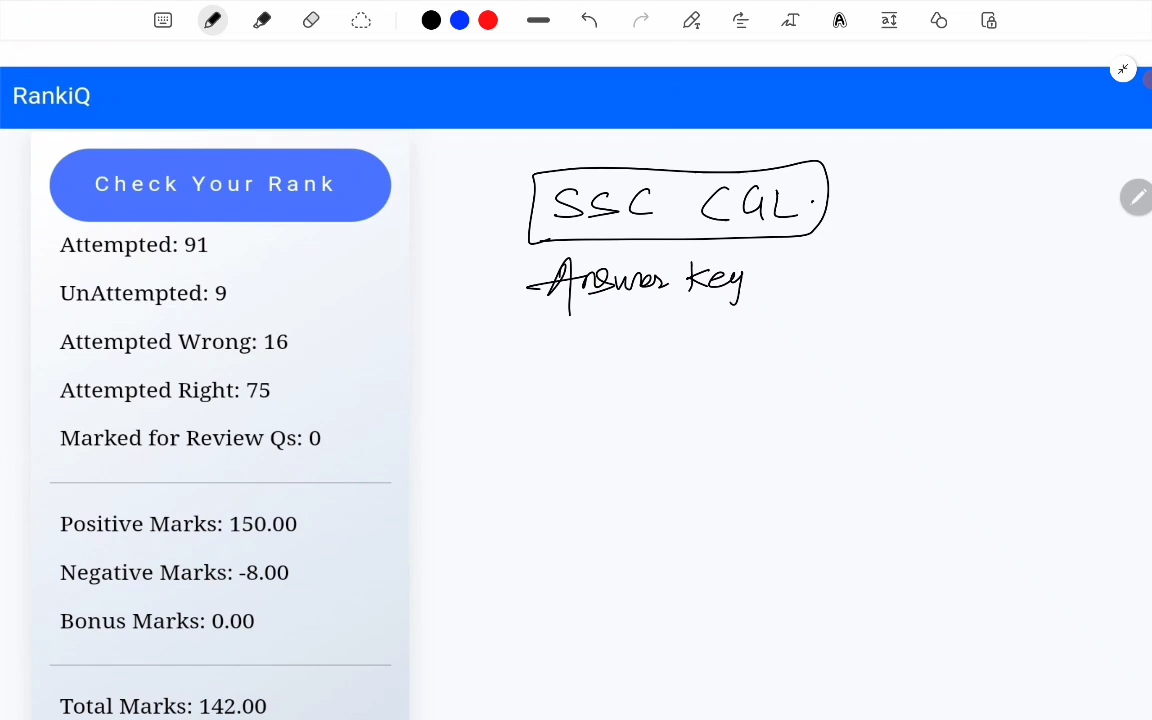 RankiQ
Check Your Rank
Attempted: 91
UnAttempted: 9
Attempted Wrong: 16
Attempted Right: 75
Marked for Review Qs: 0
Positive Marks: 150.00
Negative Marks: -8.00
Bonus Marks: 0.00
Total Marks: 142.00
SSC CGL.
Answer Key